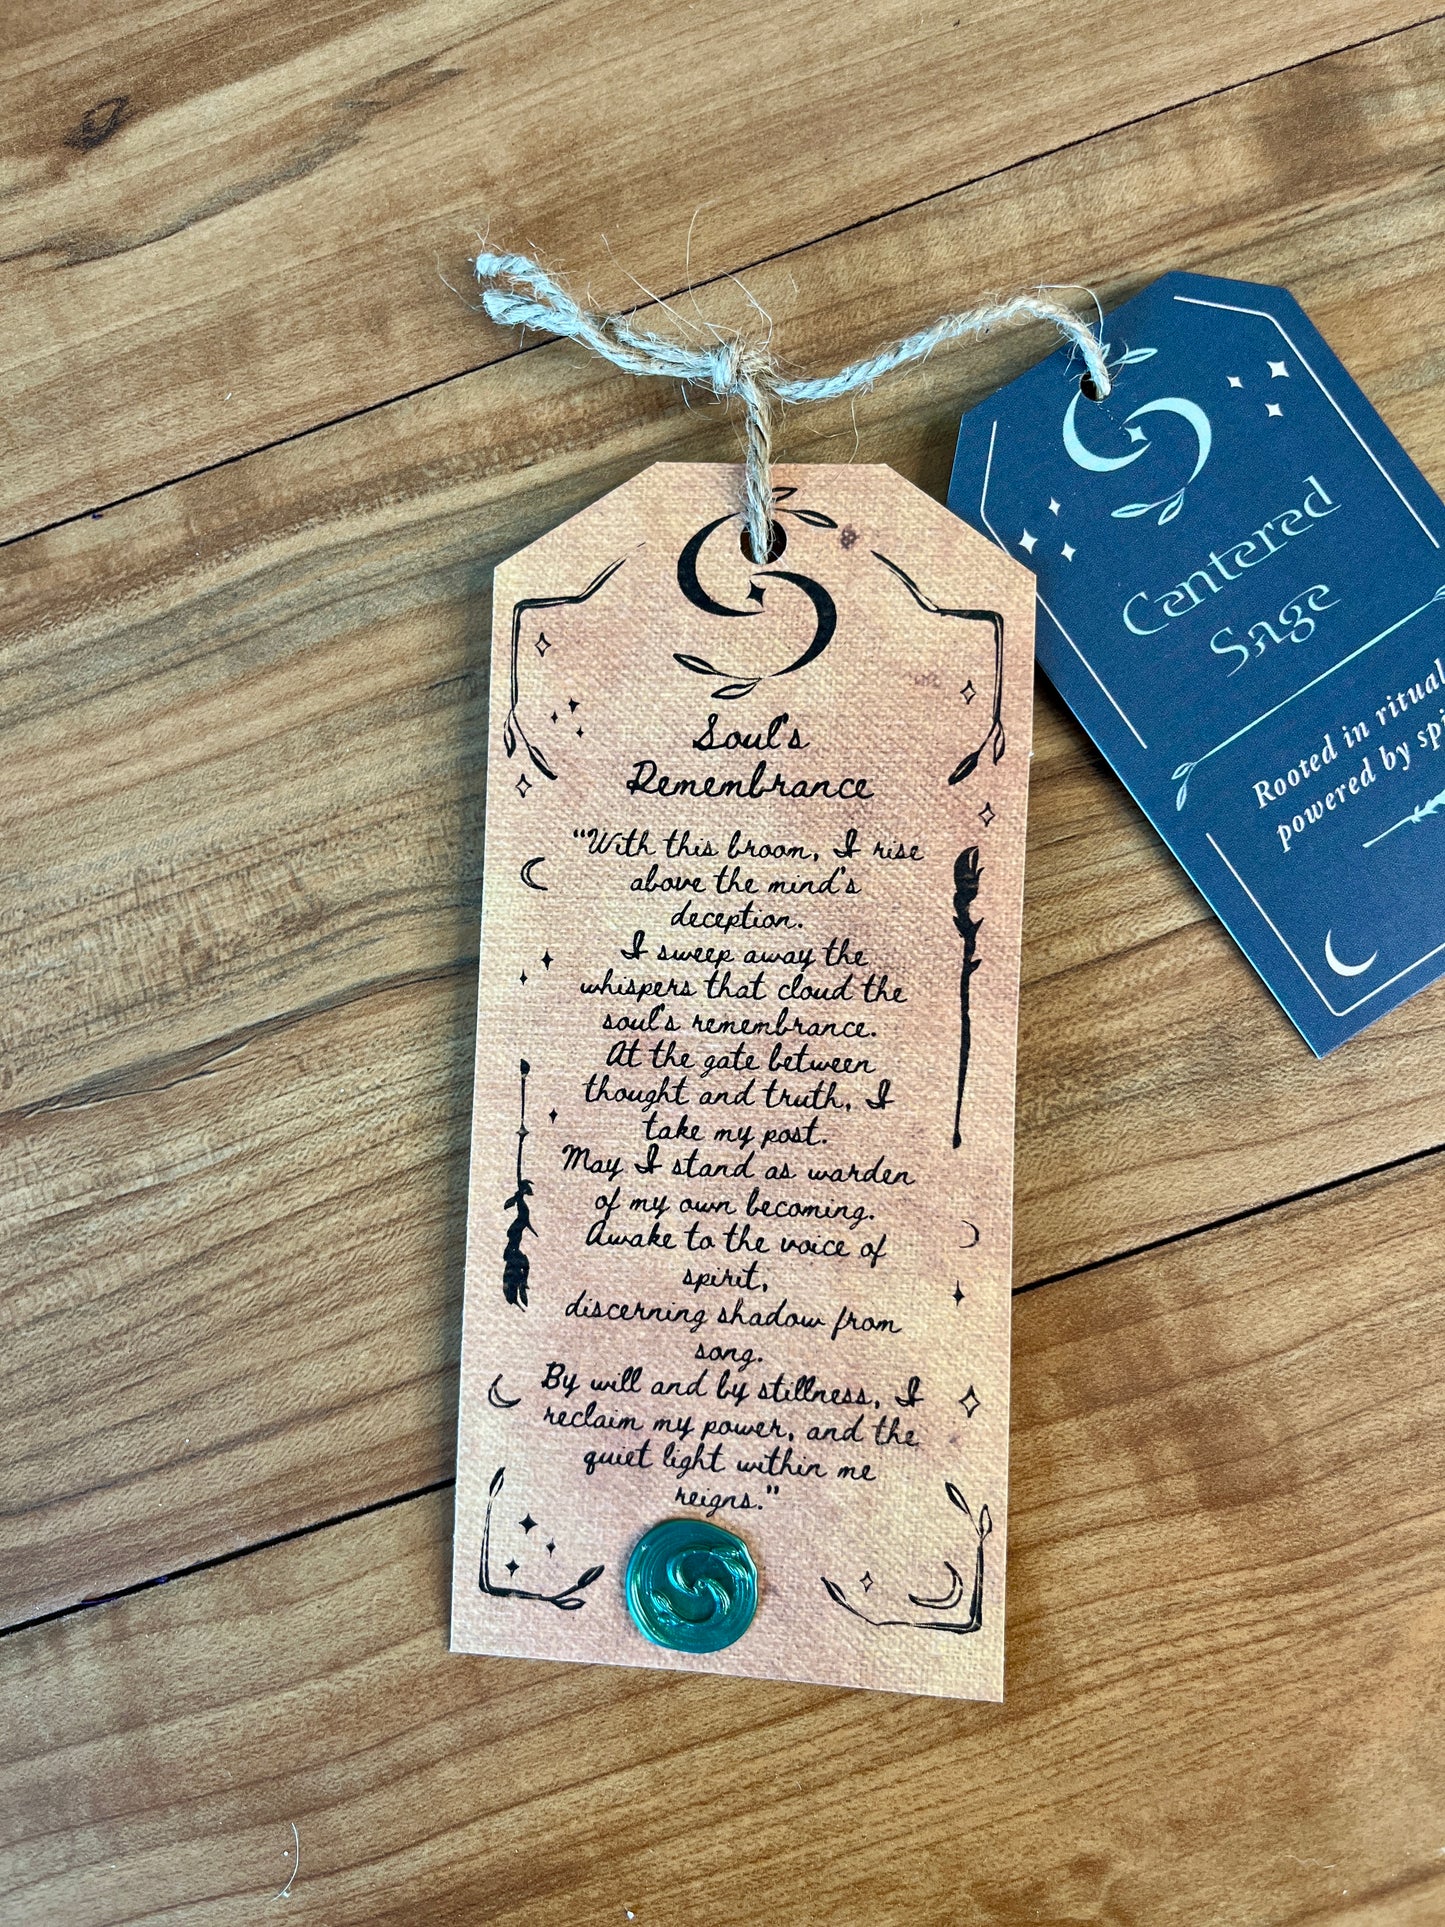 Soul's
Remembrance
"With this broom, I rise
above the mind's
deception.
I sweep away the
whispers that cloud the
soul's remembrance.
At the gate between
thought and truth, I
take my post.
May I stand as warden
of my own becoming.
Awake to the voice of
spirit,
discerning shadow from
song.
By will and by stillness, I
reclaim my power, and the
quiet light within me
reigns."
Centered
Sage
Rooted in ritual
powered by spi